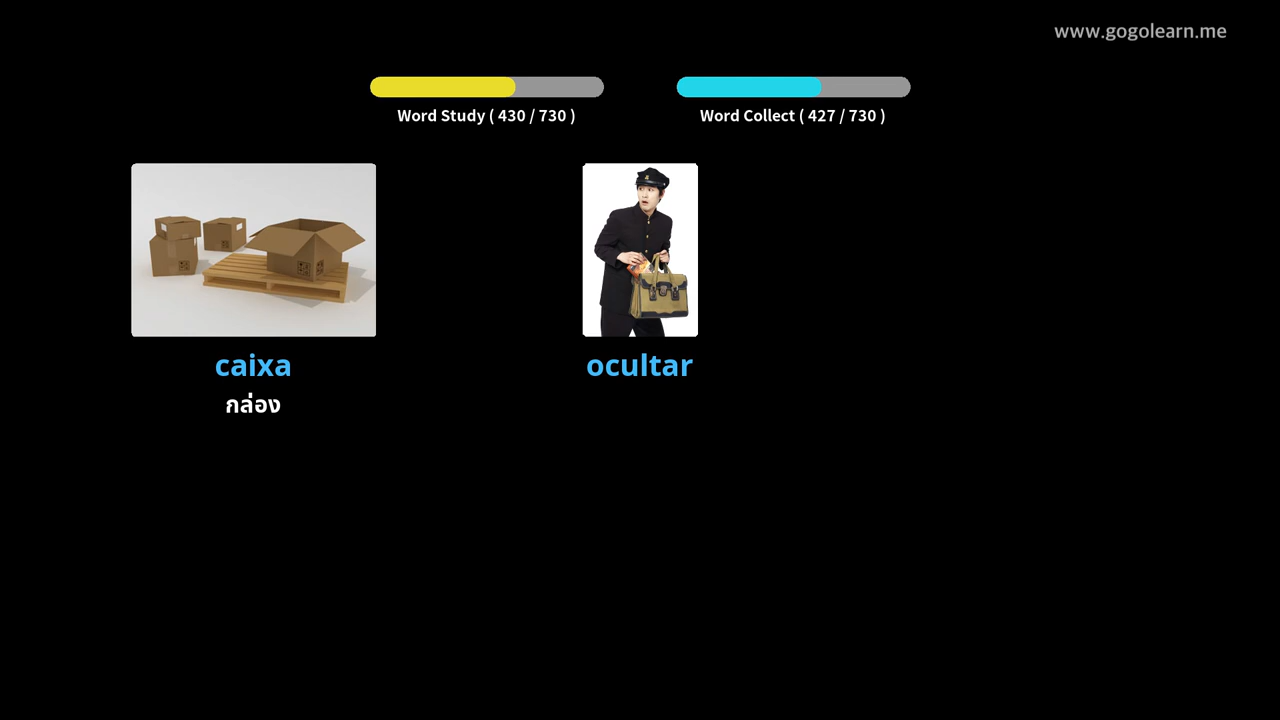 www.gogolearn.me
Word Study ( 430 / 730 )
Word Collect ( 427 / 730 )
caixa
กล่อง
ocultar